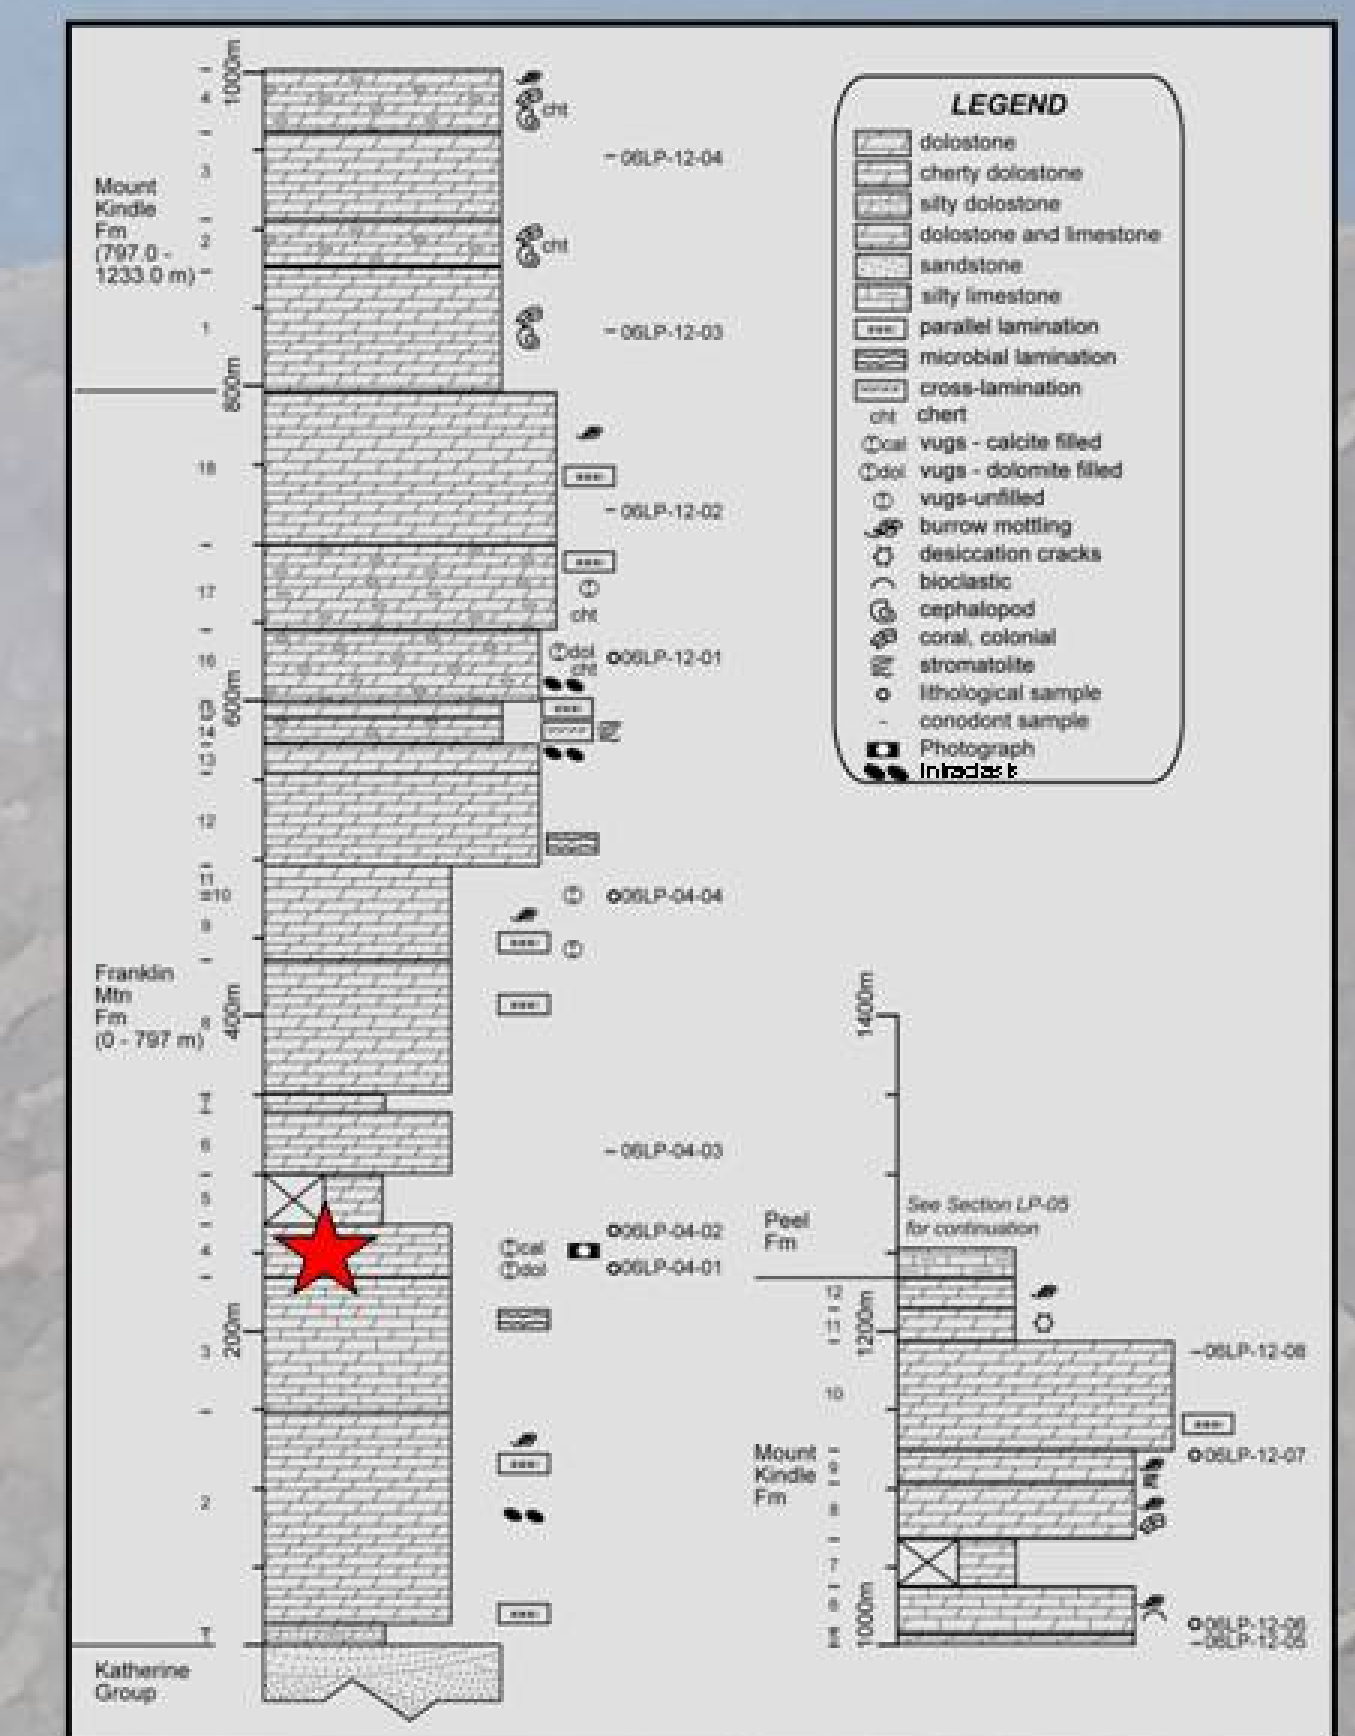 1000m
4
cht
06LP-12-04
3
Mount
Kindle
Fm
(797.0 -
1233.0 m)
2
cht
1
06LP-12-03
800m
18
06LP-12-02
17
cht
16
dol
cht
06LP-12-01
600m
14
13
12
11
10
06LP-04-04
9
Franklin
Mtn
Fm
(0 - 797 m)
8
400m
6
06LP-04-03
5
06LP-04-02
4
cal
dol
06LP-04-01
200m
3
2
1
Katherine
Group
LEGEND
dolostone
cherty dolostone
silty dolostone
dolostone and limestone
sandstone
silty limestone
parallel lamination
microbial lamination
cross-lamination
cht chert
cal vugs - calcite filled
dol vugs - dolomite filled
vugs-unfilled
burrow mottling
desiccation cracks
bioclastic
cephalopod
coral, colonial
stromatolite
lithological sample
conodont sample
Photograph
Intraclasts
1400m
See Section LP-05
for continuation
Peel
Fm
12
11
1200m
06LP-12-08
10
Mount
Kindle
Fm
06LP-12-07
9
8
7
1000m
6
06LP-12-06
06LP-12-05